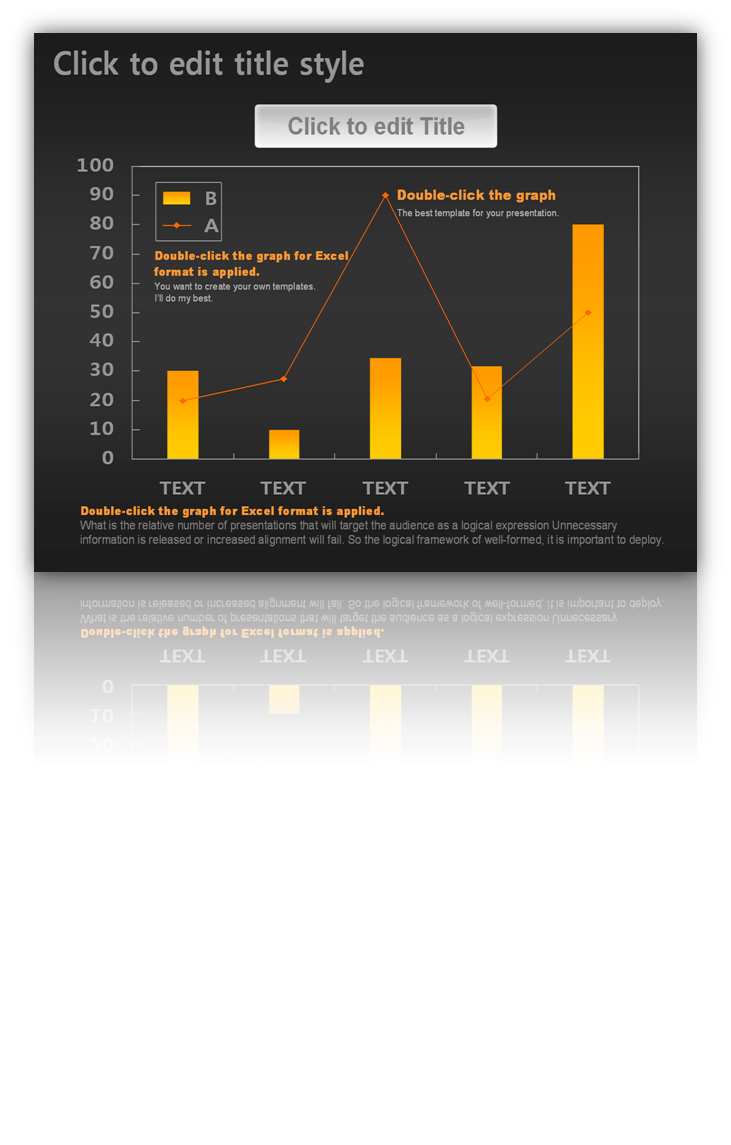 Click to edit title style
Click to edit Title
100
90
80
70
60
50
40
30
20
10
0
B
A
Double-click the graph
The best template for your presentation.
Double-click the graph for Excel
format is applied.
You want to create your own templates.
I'll do my best.
TEXT TEXT TEXT TEXT TEXT
Double-click the graph for Excel format is applied.
What is the relative number of presentations that will target the audience as a logical expression Unnecessary
information is released or increased alignment will fail. So the logical framework of well-formed, it is important to deploy.